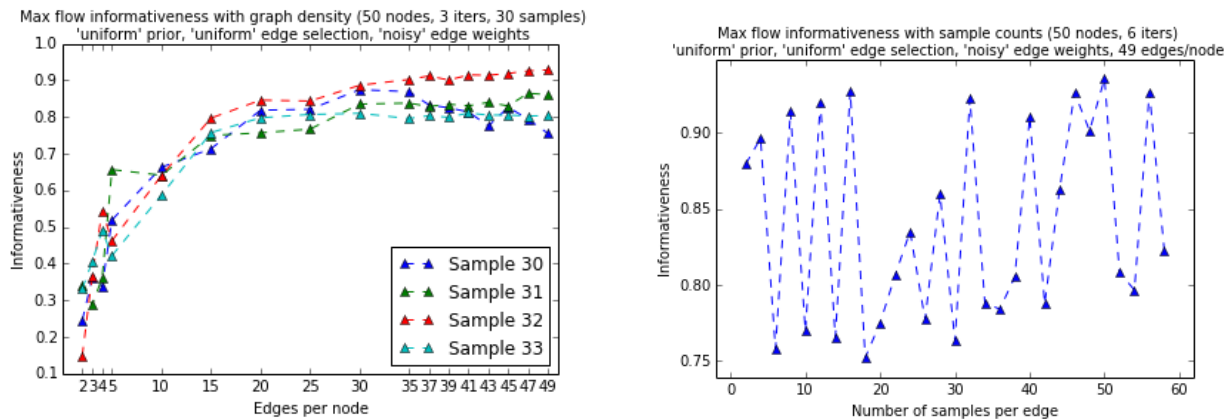 Max flow informativeness with graph density (50 nodes, 3 iters, 30 samples)
'uniform' prior, 'uniform' edge selection, 'noisy' edge weights
1.0
0.9
0.8
0.7
0.6
0.5
0.4
0.3
0.2
0.1
Informativeness
2 3 4 5 10 15 20 25 30 35 37 39 41 43 45 47 49
Edges per node
Sample 30
Sample 31
Sample 32
Sample 33
Max flow informativeness with sample counts (50 nodes, 6 iters)
'uniform' prior, 'uniform' edge selection, 'noisy' edge weights, 49 edges/node
0.90
0.85
0.80
0.75
Informativeness
0 10 20 30 40 50 60
Number of samples per edge